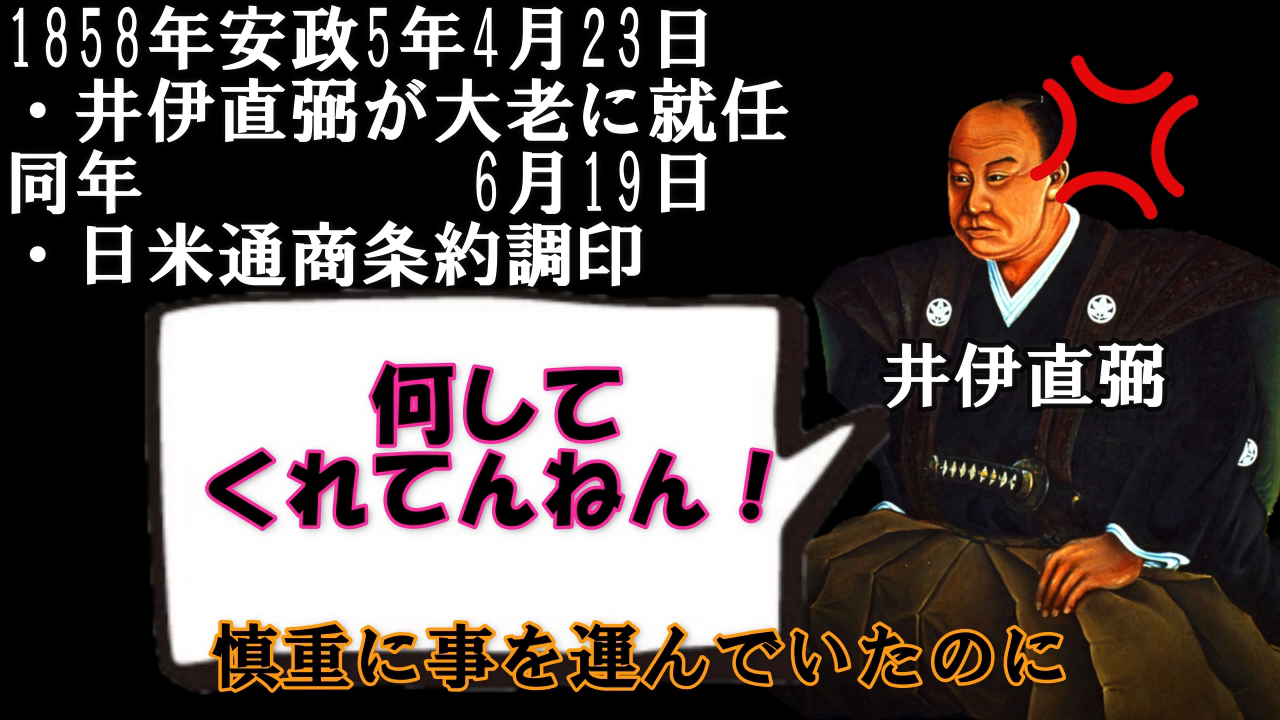 1858年安政5年4月23日
・井伊直弼が大老に就任
同年 6月19日
・日米通商条約調印
井伊直弼
何して
くれてんねん！
慎重に事を運んでいたのに